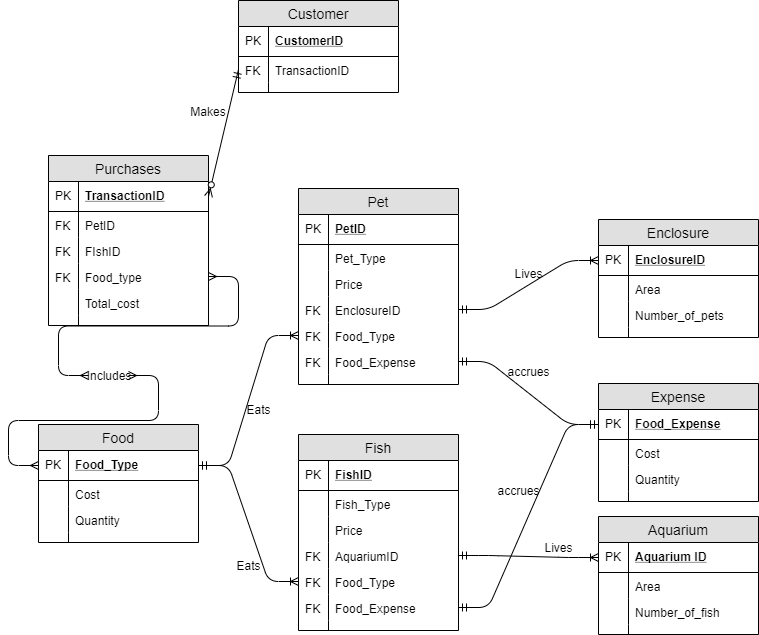 Customer
PK CustomerID
FK TransactionID
Makes
Purchases
PK TransactionID
FK PetID
FK FIshID
FK Food_type
Total_cost
Includes
Food
PK Food_Type
Cost
Quantity
Eats
Eats
Pet
PK PetID
Pet_Type
Price
FK EnclosureID
FK Food_Type
FK Food_Expense
Fish
PK FishID
Fish_Type
Price
FK AquariumID
FK Food_Type
FK Food_Expense
Lives
accrues
accrues
Lives
Enclosure
PK EnclosureID
Area
Number_of_pets
Expense
PK Food_Expense
Cost
Quantity
Aquarium
PK Aquarium ID
Area
Number_of_fish